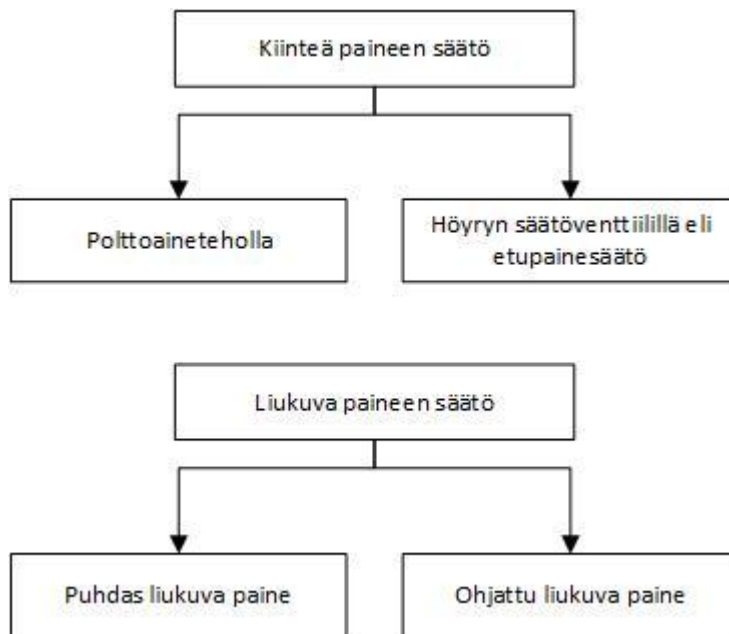 Kiinteä paineen säätö
Polttoaineteholla
Höyryn säätöventtiilillä eli
etupainesäätö
Liukuva paineen säätö
Puhdas liukuva paine
Ohjattu liukuva paine